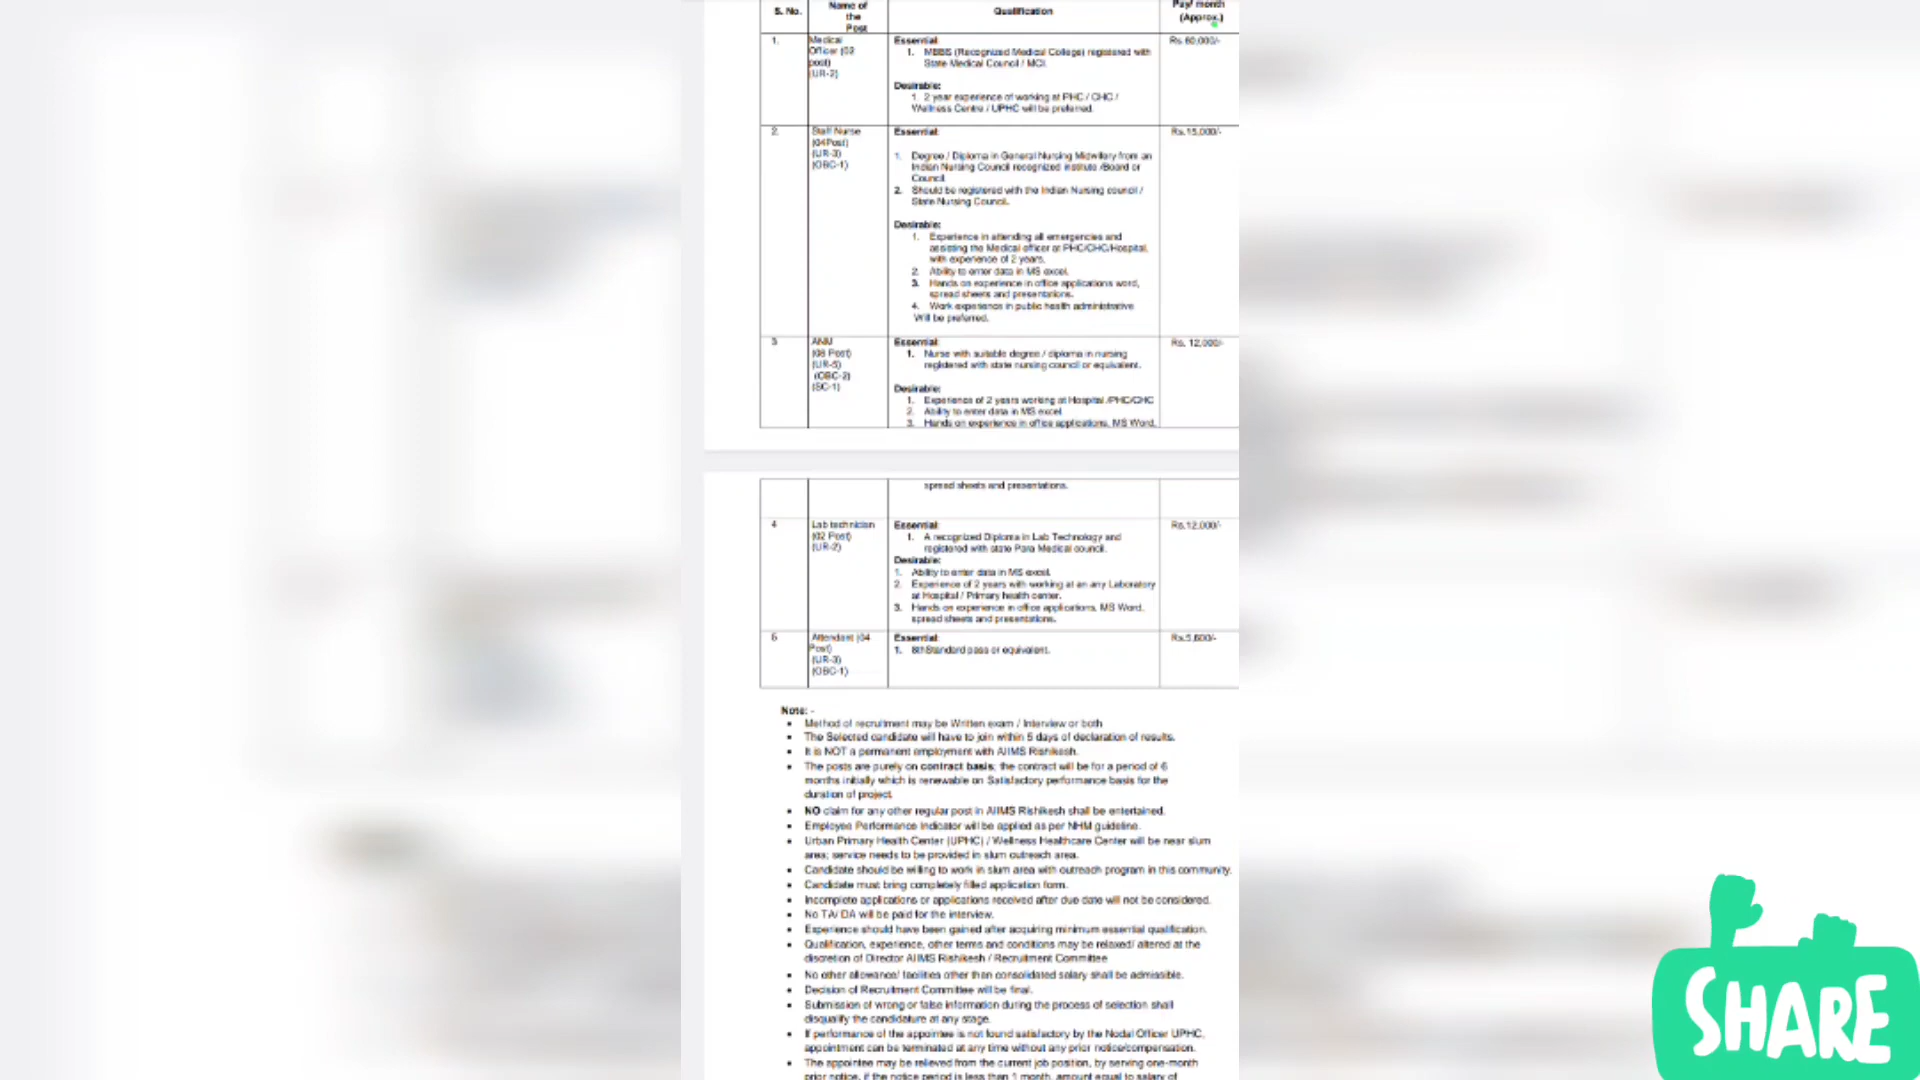 S. No.
Name of
the
Post
Qualification
Pay/ month
(Approx.)
1.
Medical
Officer (02
post)
(UR-2)
Essential:
1. MBBS (Recognized Medical College) registered with
State Medical Council / MCI.
Desirable:
1. 2 year experience of working at PHC / CHC /
Wellness Centre / UPHC will be preferred.
Rs. 60,000/-
2.
Staff Nurse
(04Post)
(UR-3)
(OBC-1)
Essential:
1. Degree / Diploma in General Nursing Midwifery from an
Indian Nursing Council recognized institute /Board or
Council.
2. Should be registered with the Indian Nursing council /
State Nursing Council.
Desirable:
1. Experience in attending all emergencies and
assisting the Medical officer at PHC/CHC/Hospital,
with experience of 2 years.
2. Ability to enter data in MS excel.
3. Hands on experience in office applications word,
spread sheets and presentations.
4. Work experience in public health administrative
Will be preferred.
Rs.15,000/-
3
ANM
(08 Post)
(UR-5)
(OBC-2)
(SC-1)
Essential:
1. Nurse with suitable degree / diploma in nursing
registered with state nursing council or equivalent.
Desirable:
1. Experience of 2 years working at Hospital /PHC/CHC
2. Ability to enter data in MS excel
3. Hands on experience in office applications, MS Word,
Rs. 12,000/-
spread sheets and presentations.
4
Lab technician
(02 Post)
(UR-2)
Essential:
1. A recognized Diploma in Lab Technology and
registered with state Para Medical council.
Desirable:
1. Ability to enter data in MS excel.
2. Experience of 2 years with working at an any Laboratory
at Hospital / Primary health center.
3. Hands on experience in office applications, MS Word,
spread sheets and presentations.
Rs.12,000/-
5
Attendant (04
Post)
(UR-3)
(OBC-1)
Essential:
1. 8thStandard pass or equivalent.
Rs.5,600/-
Note: -
• Method of recruitment may be Written exam / Interview or both
• The Selected candidate will have to join within 5 days of declaration of results.
• It is NOT a permanent employment with AIIMS Rishikesh.
• The posts are purely on contract basis; the contract will be for a period of 6
months initially which is renewable on Satisfactory performance basis for the
duration of project.
• NO claim for any other regular post in AIIMS Rishikesh shall be entertained.
• Employee Performance Indicator will be applied as per NHM guideline.
• Urban Primary Health Center (UPHC) / Wellness Healthcare Center will be near slum
area; service needs to be provided in slum outreach area.
• Candidate should be willing to work in slum area with outreach program in this community.
• Candidate must bring completely filled application form.
• Incomplete applications or applications received after due date will not be considered.
• No TA/ DA will be paid for the interview.
• Experience should have been gained after acquiring minimum essential qualification.
• Qualification, experience, other terms and conditions may be relaxed/ altered at the
discretion of Director AIIMS Rishikesh / Recruitment Committee
• No other allowance/ facilities other than consolidated salary shall be admissible.
• Decision of Recruitment Committee will be final.
• Submission of wrong or false information during the process of selection shall
disqualify the candidature at any stage.
• If performance of the appointee is not found satisfactory by the Nodal Officer UPHC,
appointment can be terminated at any time without any prior notice/compensation.
• The appointee may be relieved from the current job position, by serving one-month
prior notice, if the notice period is less than 1 month, amount equal to salary of
SHARE